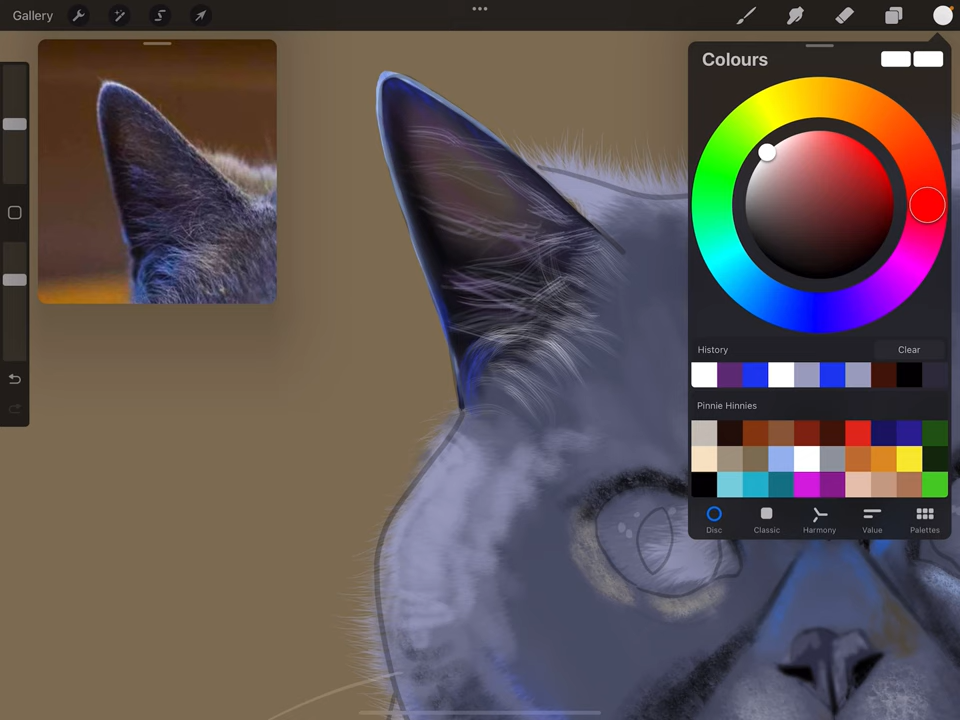 Gallery
Colours
History
Clear
Pinnie Hinnies
Disc
Classic
Harmony
Value
Palettes